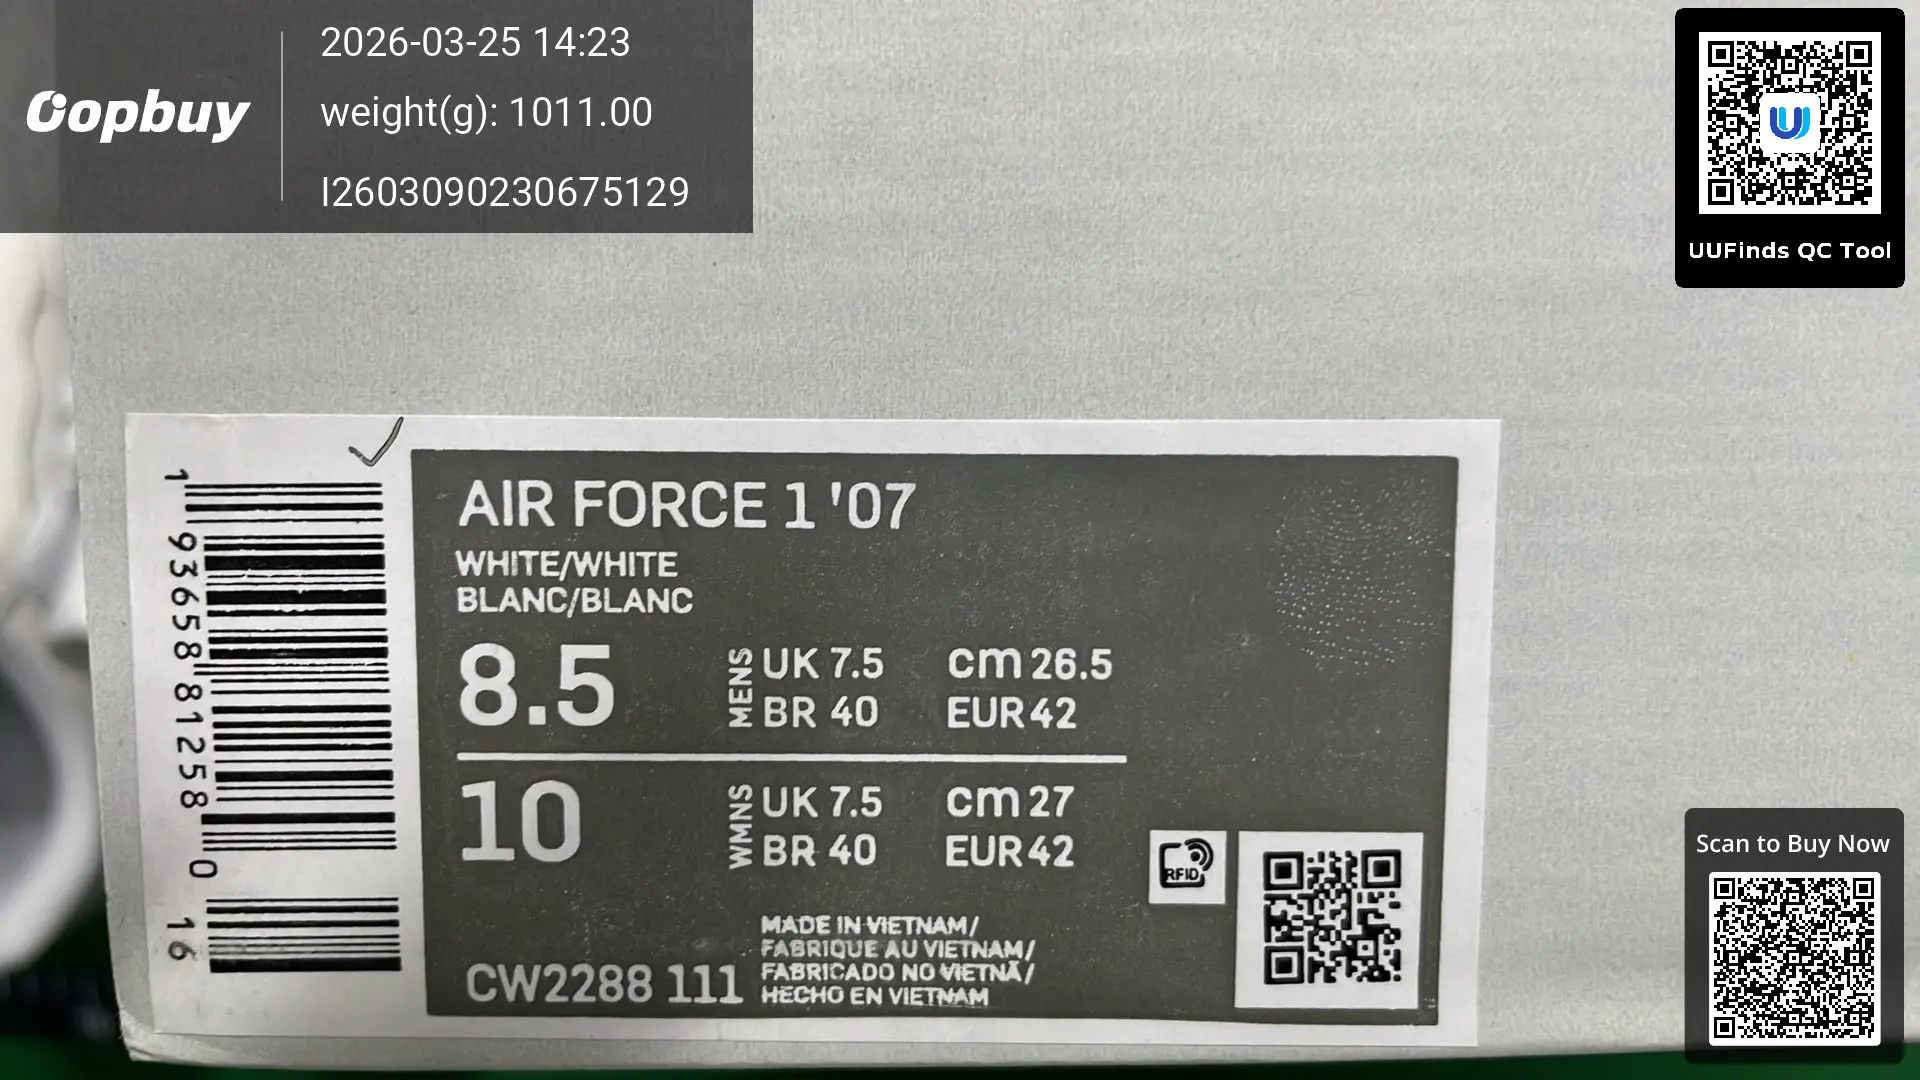 Oopbuy
2026-03-25 14:23
weight(g): 1011.00
I2603090230675129
UUFinds QC Tool
AIR FORCE 1 '07
WHITE/WHITE
BLANC/BLANC
8.5
MENS
UK 7.5
cm 26.5
BR 40
EUR 42
10
WMNS
UK 7.5
cm 27
BR 40
EUR 42
RFID
CW2288 111
MADE IN VIETNAM/
FABRIQUE AU VIETNAM/
FABRICADO NO VIETNÃ/
HECHO EN VIETNAM
1 93658 81258 0
16
Scan to Buy Now